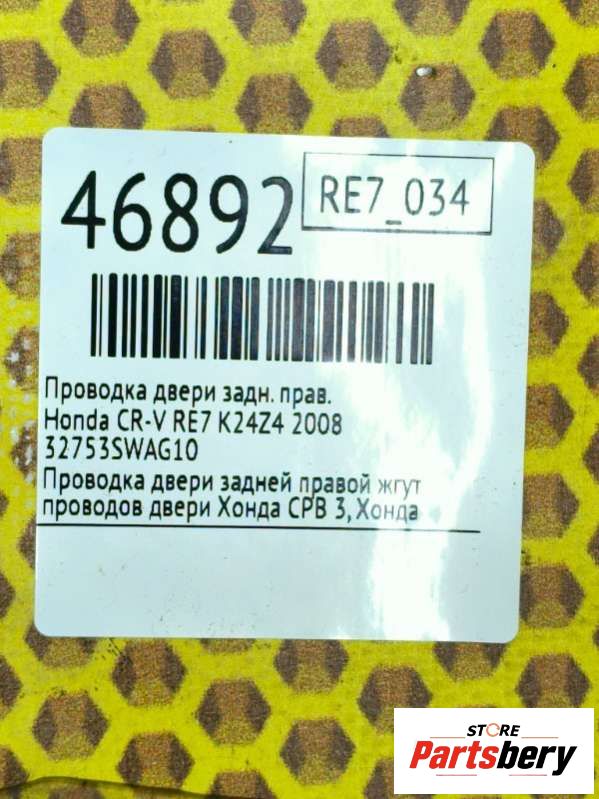 46892
RE7_034
Проводка двери задн. прав.
Honda CR-V RE7 K24Z4 2008
32753SWAG10
Проводка двери задней правой жгут
проводов двери Хонда СРВ 3, Хонда
STORE
Partsbery